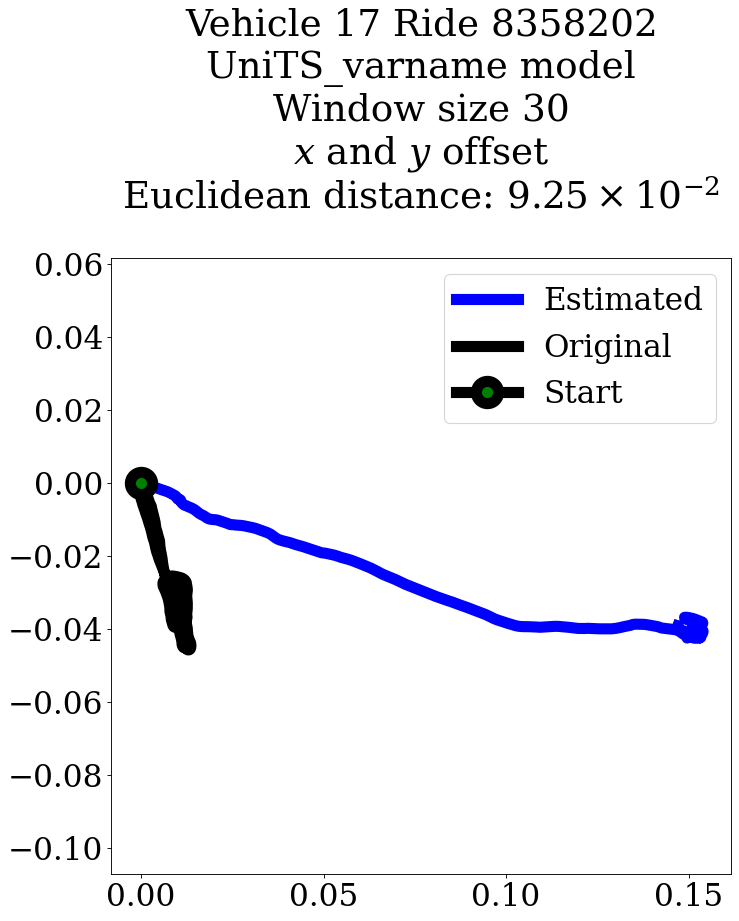 Vehicle 17 Ride 8358202
UniTS_varname model
Window size 30
x and y offset
Euclidean distance: 9.25 × 10⁻²
Estimated
Original
Start
0.06
0.04
0.02
0.00
−0.02
−0.04
−0.06
−0.08
−0.10
0.00 0.05 0.10 0.15